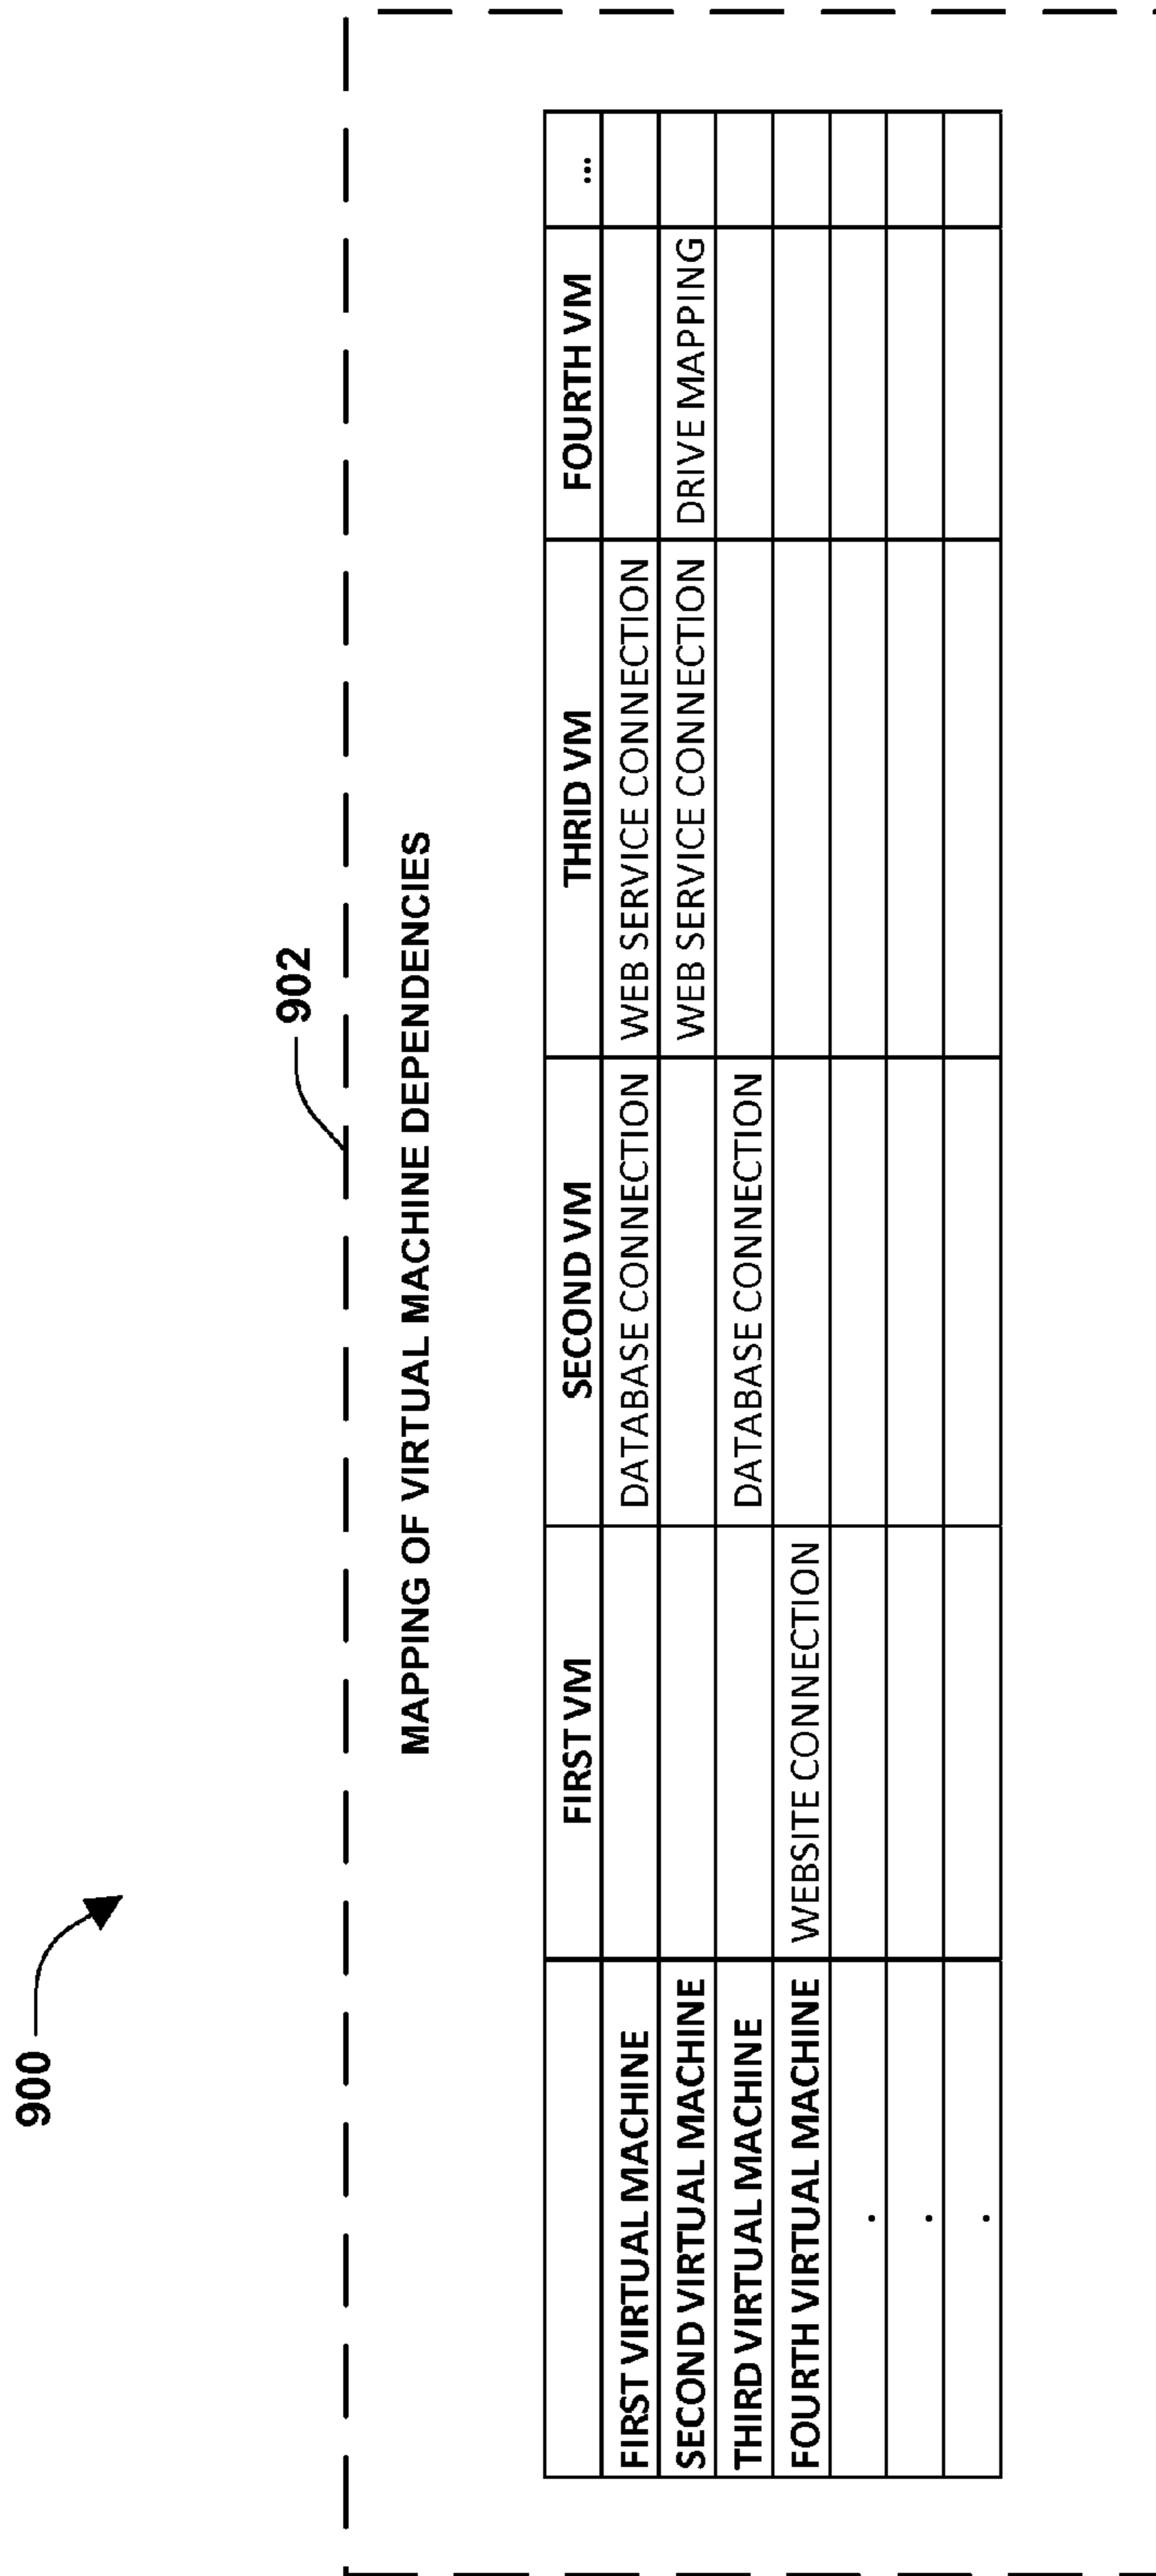 900
902
MAPPING OF VIRTUAL MACHINE DEPENDENCIES
FIRST VM SECOND VM THRID VM FOURTH VM ...
FIRST VIRTUAL MACHINE DATABASE CONNECTION WEB SERVICE CONNECTION
SECOND VIRTUAL MACHINE WEB SERVICE CONNECTION DRIVE MAPPING
THIRD VIRTUAL MACHINE DATABASE CONNECTION
FOURTH VIRTUAL MACHINE WEBSITE CONNECTION
.
.
.